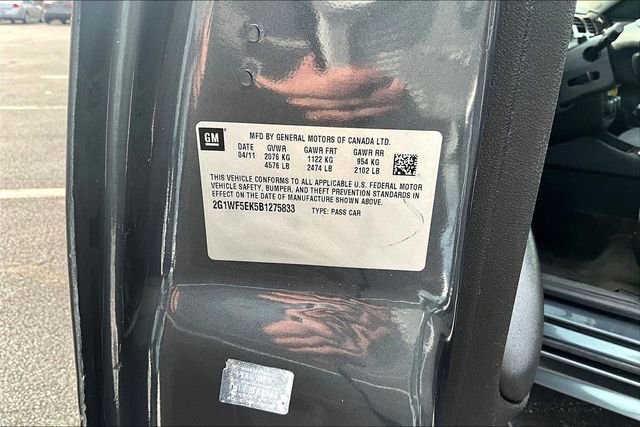 GM
MFD BY GENERAL MOTORS OF CANADA LTD.
DATE GVWR GAWR FRT GAWR RR
04/11 2076 KG 1122 KG 954 KG
4576 LB 2474 LB 2102 LB
THIS VEHICLE CONFORMS TO ALL APPLICABLE U.S. FEDERAL MOTOR
VEHICLE SAFETY, BUMPER, AND THEFT PREVENTION STANDARDS IN
EFFECT ON THE DATE OF MANUFACTURE SHOWN ABOVE.
2G1WF5EK5B1275833 TYPE: PASS CAR